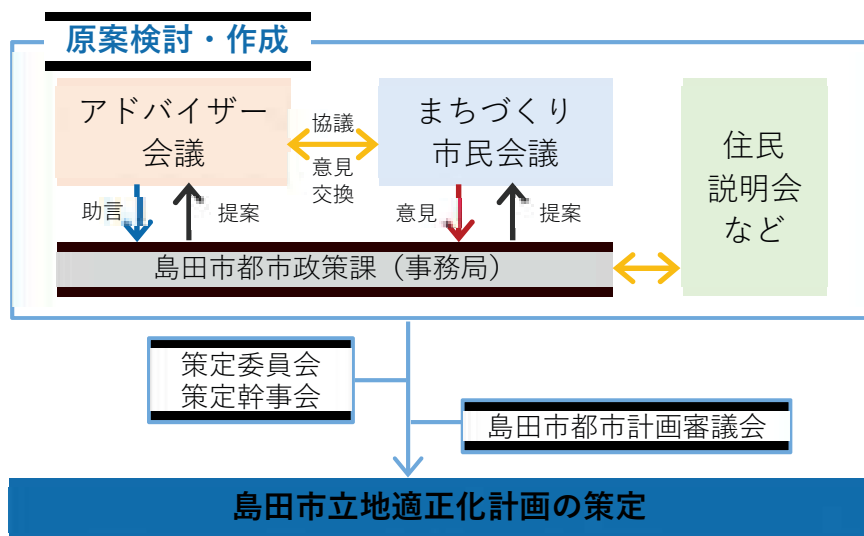 原案検討・作成
アドバイザー
会議
協議
意見
交換
まちづくり
市民会議
住民
説明会
など
助言
提案
意見
提案
島田市都市政策課（事務局）
策定委員会
策定幹事会
島田市都市計画審議会
島田市立地適正化計画の策定